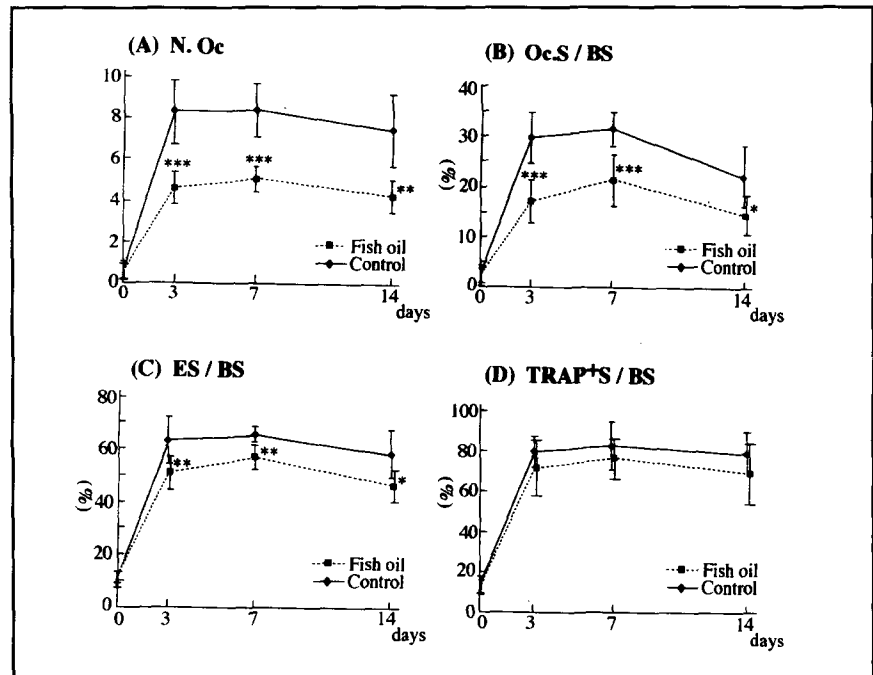 (A) N. Oc
10
8
6
4
2
0
*** *** **
Fish oil
Control
0 3 7 14
days
(B) Oc.S / BS
(%)
40
30
20
10
0
*** *** *
Fish oil
Control
0 3 7 14
days
(C) ES / BS
(%)
80
60
40
20
0
** ** *
Fish oil
Control
0 3 7 14
days
(D) TRAP+S / BS
(%)
100
80
60
40
20
0
Fish oil
Control
0 3 7 14
days